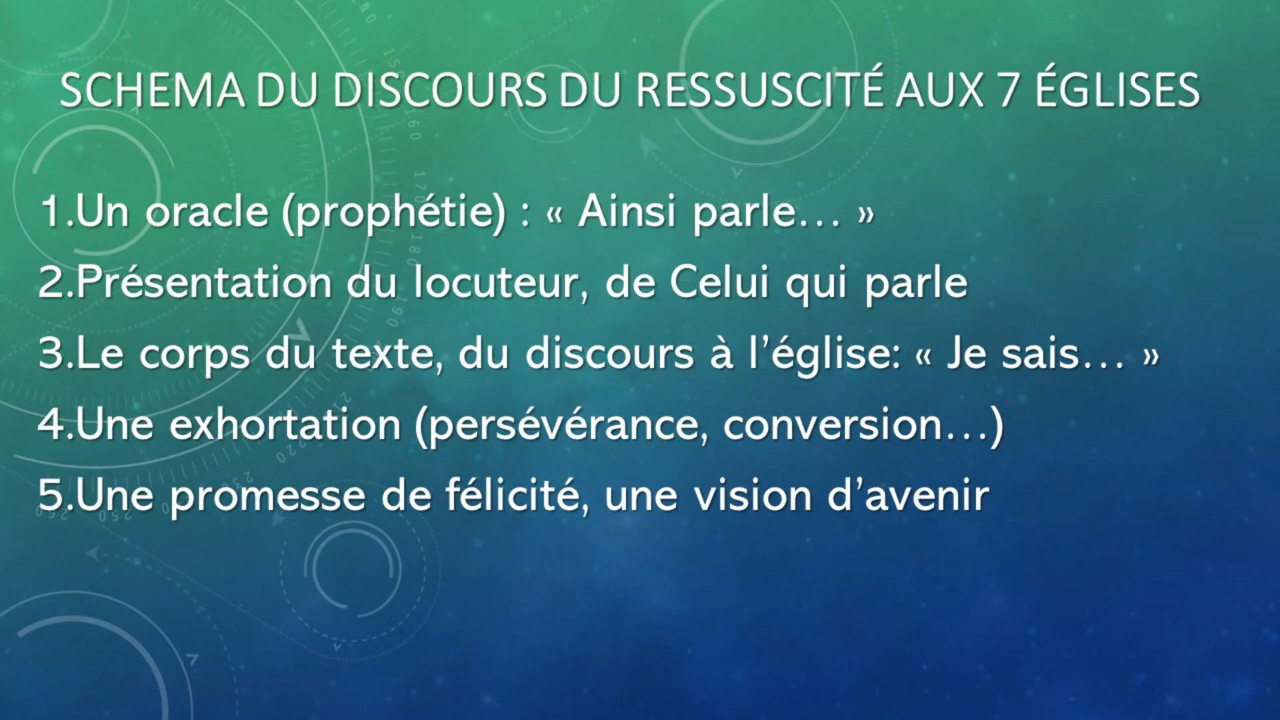 SCHEMA DU DISCOURS DU RESSUSCITÉ AUX 7 ÉGLISES
1.Un oracle (prophétie) : « Ainsi parle… »
2.Présentation du locuteur, de Celui qui parle
3.Le corps du texte, du discours à l’église: « Je sais… »
4.Une exhortation (persévérance, conversion…)
5.Une promesse de félicité, une vision d’avenir